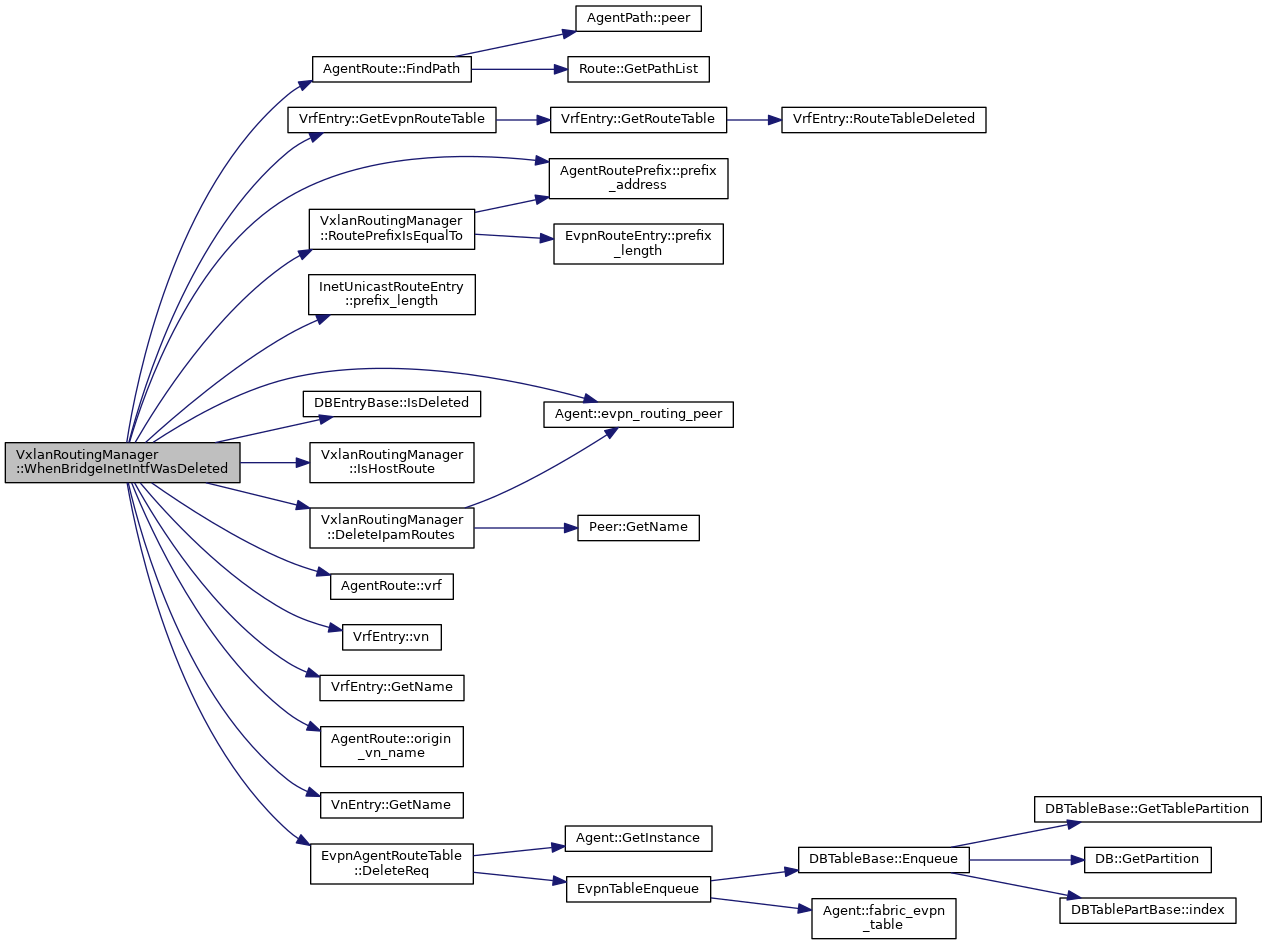 AgentPath::peer
AgentRoute::FindPath
Route::GetPathList
VrfEntry::GetEvpnRouteTable
VrfEntry::GetRouteTable
VrfEntry::RouteTableDeleted
AgentRoutePrefix::prefix
_address
VxlanRoutingManager
::RoutePrefixIsEqualTo
EvpnRouteEntry::prefix
_length
InetUnicastRouteEntry
::prefix_length
DBEntryBase::IsDeleted
Agent::evpn_routing_peer
VxlanRoutingManager
::WhenBridgeInetIntfWasDeleted
VxlanRoutingManager
::IsHostRoute
VxlanRoutingManager
::DeleteIpamRoutes
Peer::GetName
AgentRoute::vrf
VrfEntry::vn
VrfEntry::GetName
AgentRoute::origin
_vn_name
VnEntry::GetName
EvpnAgentRouteTable
::DeleteReq
Agent::GetInstance
EvpnTableEnqueue
DBTableBase::Enqueue
Agent::fabric_evpn
_table
DBTableBase::GetTablePartition
DB::GetPartition
DBTablePartBase::index